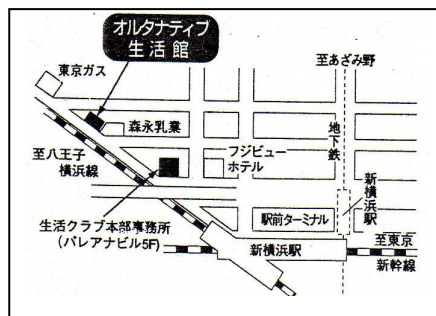 オルタナティブ
生活館
東京ガス
至あざみ野
森永乳業
地下鉄
至八王子
横浜線
フジビュー
ホテル
新横浜駅
生活クラブ本部事務所
(バレアナビル5F)
駅前ターミナル
新横浜駅
至東京
新幹線